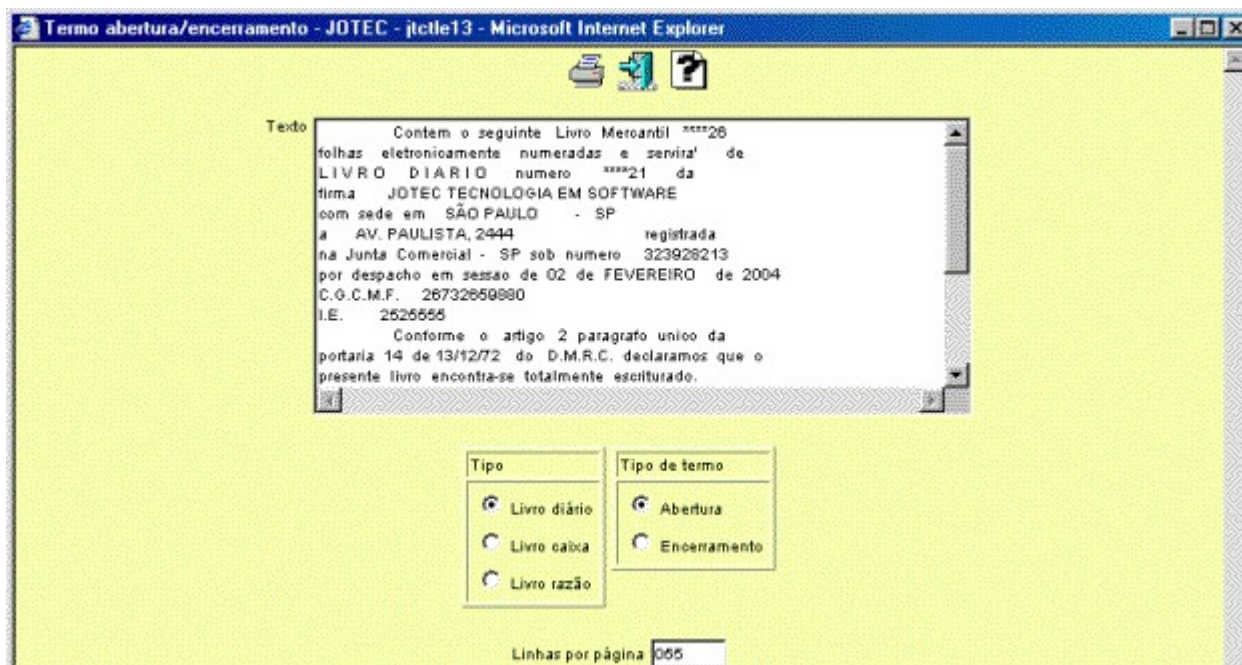 Termo abertura/encerramento - JOTEC - jtctle13 - Microsoft Internet Explorer
Texto
Contem o seguinte Livro Mercantil ****26
folhas eletronicamente numeradas e servira' de
L I V R O D I A R I O numero ****21 da
firma JOTEC TECNOLOGIA EM SOFTWARE
com sede em SÃO PAULO - SP
a AV. PAULISTA, 2444 registrada
na Junta Comercial - SP sob numero 323928213
por despacho em sessao de 02 de FEVEREIRO de 2004
C.G.C.M.F. 26732659880
I.E. 2525555
Conforme o artigo 2 paragrafo unico da
portaria 14 de 13/12/72 do D.M.R.C. declaramos que o
presente livro encontra-se totalmente escriturado.
Tipo
Livro diário
Livro caixa
Livro razão
Tipo de termo
Abertura
Encerramento
Linhas por página 055